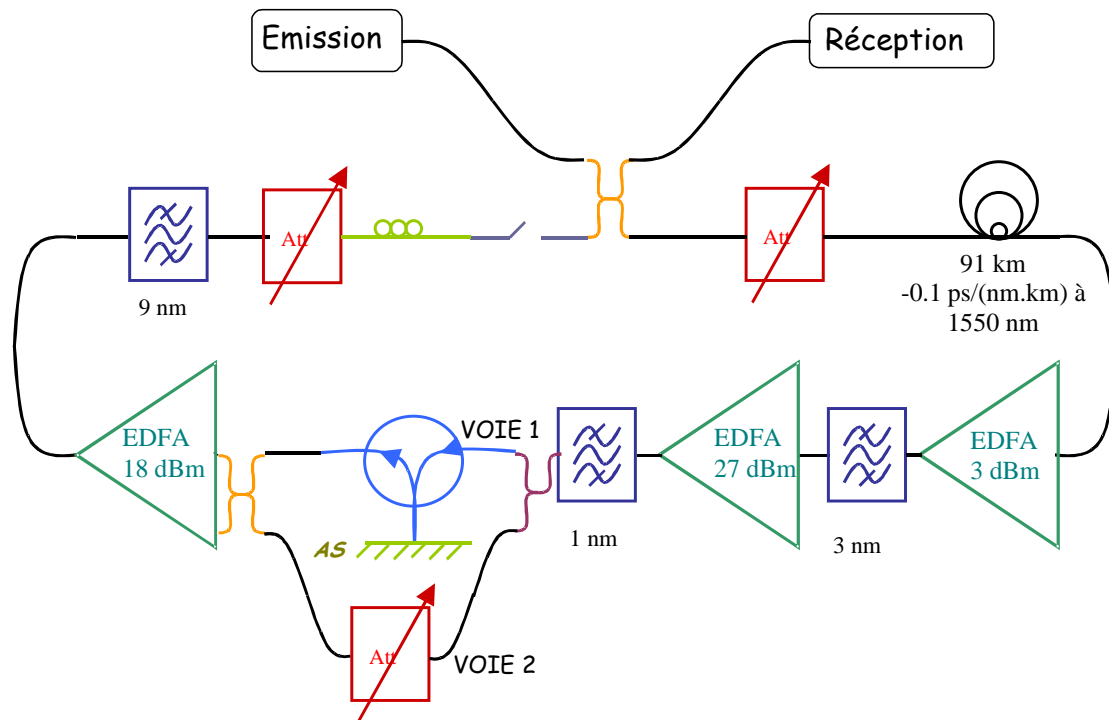 Emission
Réception
Att
Att
9 nm
91 km
-0.1 ps/(nm.km) à
1550 nm
EDFA
18 dBm
VOIE 1
EDFA
27 dBm
EDFA
3 dBm
AS
1 nm
3 nm
Att
VOIE 2